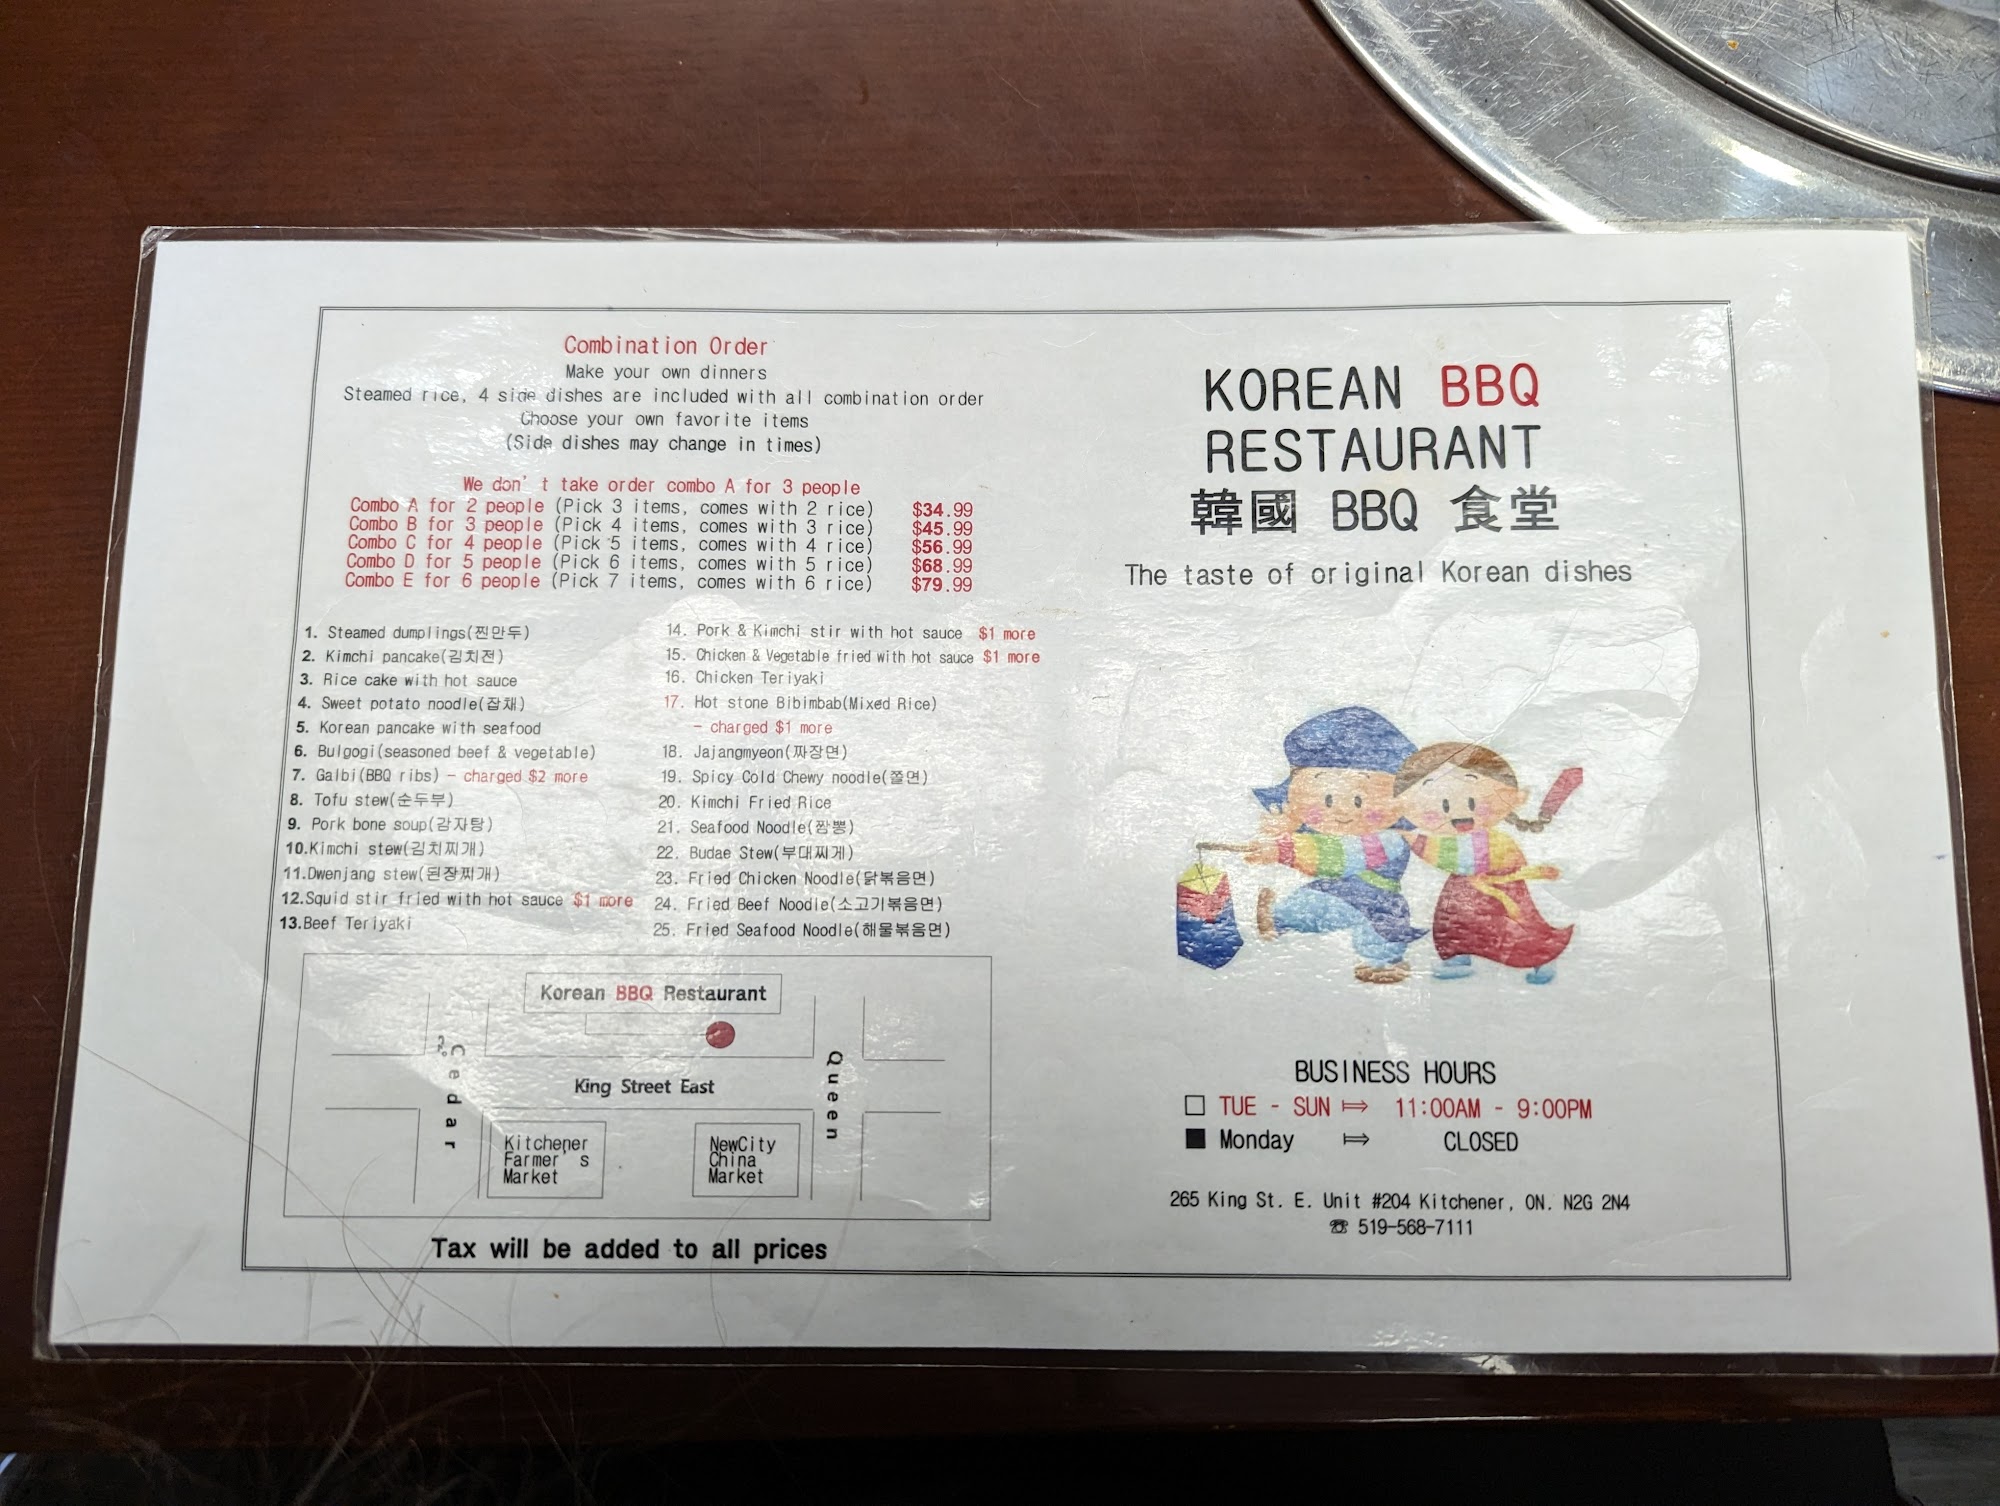 Combination Order
Make your own dinners
Steamed rice, 4 side dishes are included with all combination order
Choose your own favorite items
(Side dishes may change in times)
We don't take order combo A for 3 people
Combo A for 2 people (Pick 3 items, comes with 2 rice) $34.99
Combo B for 3 people (Pick 4 items, comes with 3 rice) $45.99
Combo C for 4 people (Pick 5 items, comes with 4 rice) $56.99
Combo D for 5 people (Pick 6 items, comes with 5 rice) $68.99
Combo E for 6 people (Pick 7 items, comes with 6 rice) $79.99
1. Steamed dumplings(찐만두)
2. Kimchi pancake(김치전)
3. Rice cake with hot sauce
4. Sweet potato noodle(잡채)
5. Korean pancake with seafood
6. Bulgogi(seasoned beef & vegetable)
7. Galbi(BBQ ribs) - charged $2 more
8. Tofu stew(순두부)
9. Pork bone soup(감자탕)
10.Kimchi stew(김치찌개)
11.Dwenjang stew(된장찌개)
12.Squid stir fried with hot sauce $1 more
13.Beef Teriyaki
14. Pork & Kimchi stir with hot sauce $1 more
15. Chicken & Vegetable fried with hot sauce $1 more
16. Chicken Teriyaki
17. Hot stone Bibimbab(Mixed Rice)
- charged $1 more
18. Jajangmyeon(짜장면)
19. Spicy Cold Chewy noodle(쫄면)
20. Kimchi Fried Rice
21. Seafood Noodle(짬뽕)
22. Budae Stew(부대찌게)
23. Fried Chicken Noodle(닭볶음면)
24. Fried Beef Noodle(소고기볶음면)
25. Fried Seafood Noodle(해물볶음면)
Korean BBQ Restaurant
Cedar
King Street East
Queen
Kitchener
Farmer's
Market
NewCity
China
Market
Tax will be added to all prices
KOREAN BBQ
RESTAURANT
韓國 BBQ 食堂
The taste of original Korean dishes
BUSINESS HOURS
□ TUE - SUN ⟾ 11:00AM - 9:00PM
■ Monday ⟾ CLOSED
265 King St. E. Unit #204 Kitchener, ON. N2G 2N4
☏ 519-568-7111